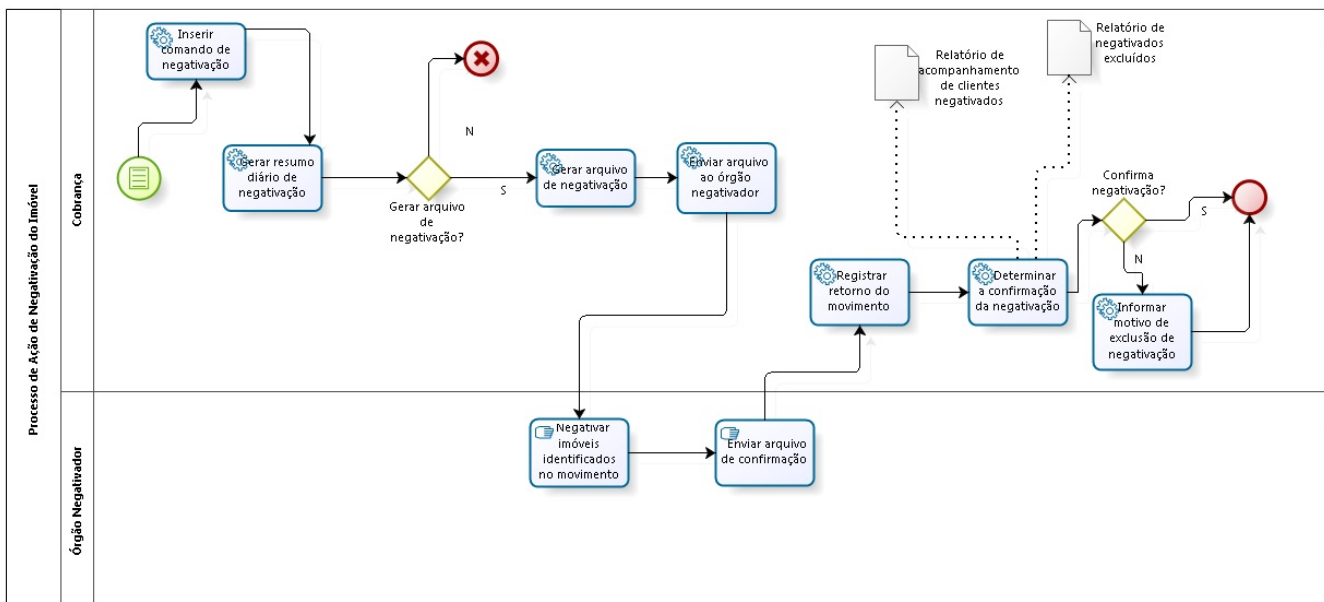 Processo de Ação de Negativação do Imóvel
Cobrança
Inserir
comando de
negativação
Gerar resumo
diário de
negativação
N
Gerar arquivo
de
negativação?
S
Gerar arquivo
de negativação
Enviar arquivo
ao órgão
negativador
Relatório de
acompanhamento
de clientes
negativados
Relatório de
negativados
excluídos
Registrar
retorno do
movimento
Determinar
a confirmação
da negativação
Confirma
negativação?
S
N
Informar
motivo de
exclusão de
negativação
Órgão Negativador
Negativar
imóveis
identificados
no movimento
Enviar arquivo
de confirmação